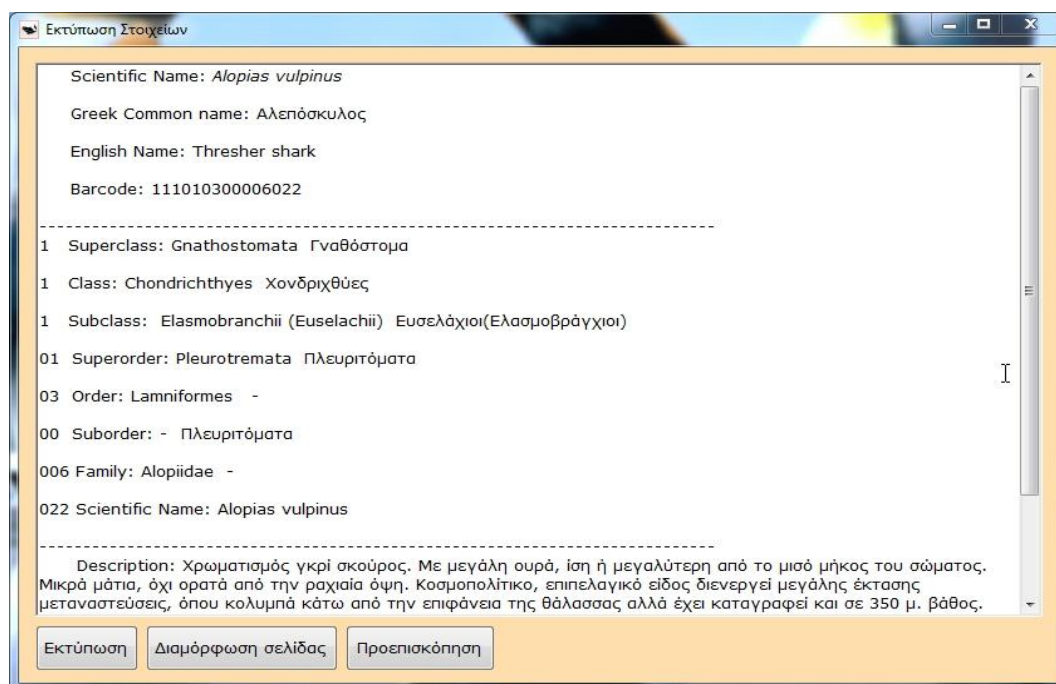 Εκτύπωση Στοιχείων
Scientific Name: Alopias vulpinus
Greek Common name: Αλεπόσκυλος
English Name: Thresher shark
Barcode: 111010300006022
--------------------------------------------------------------------------------
1 Superclass: Gnathostomata Γναθόστομα
1 Class: Chondrichthyes Χονδριχθύες
1 Subclass: Elasmobranchii (Euselachii) Ευσελάχιοι(Ελασμοβράγχιοι)
01 Superorder: Pleurotremata Πλευριτόματα
03 Order: Lamniformes -
00 Suborder: - Πλευριτόματα
006 Family: Alopiidae -
022 Scientific Name: Alopias vulpinus
--------------------------------------------------------------------------------
Description: Χρωματισμός γκρί σκούρος. Με μεγάλη ουρά, ίση ή μεγαλύτερη από το μισό μήκος του σώματος.
Μικρά μάτια, όχι ορατά από την ραχιαία όψη. Κοσμοπολίτικο, επιπελαγικό είδος διενεργεί μεγάλης έκτασης
μεταναστεύσεις, όπου κολυμπά κάτω από την επιφάνεια της θάλασσας αλλά έχει καταγραφεί και σε 350 μ. βάθος.
Εκτύπωση Διαμόρφωση σελίδας Προεπισκόπηση